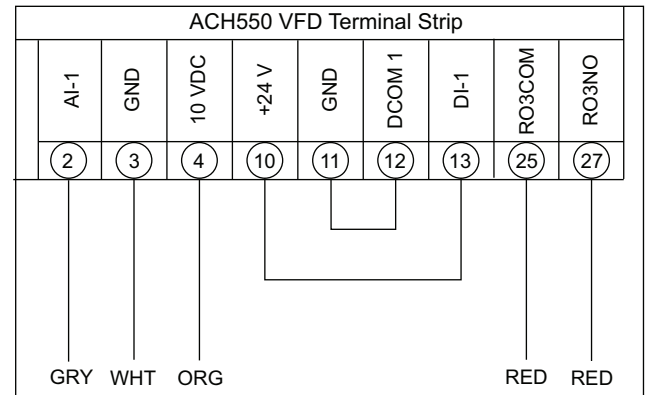 ACH550 VFD Terminal Strip
AI-1
GND
10 VDC
+24 V
GND
DCOM 1
DI-1
RO3COM
RO3NO
2 3 4 10 11 12 13 25 27
GRY WHT ORG RED RED